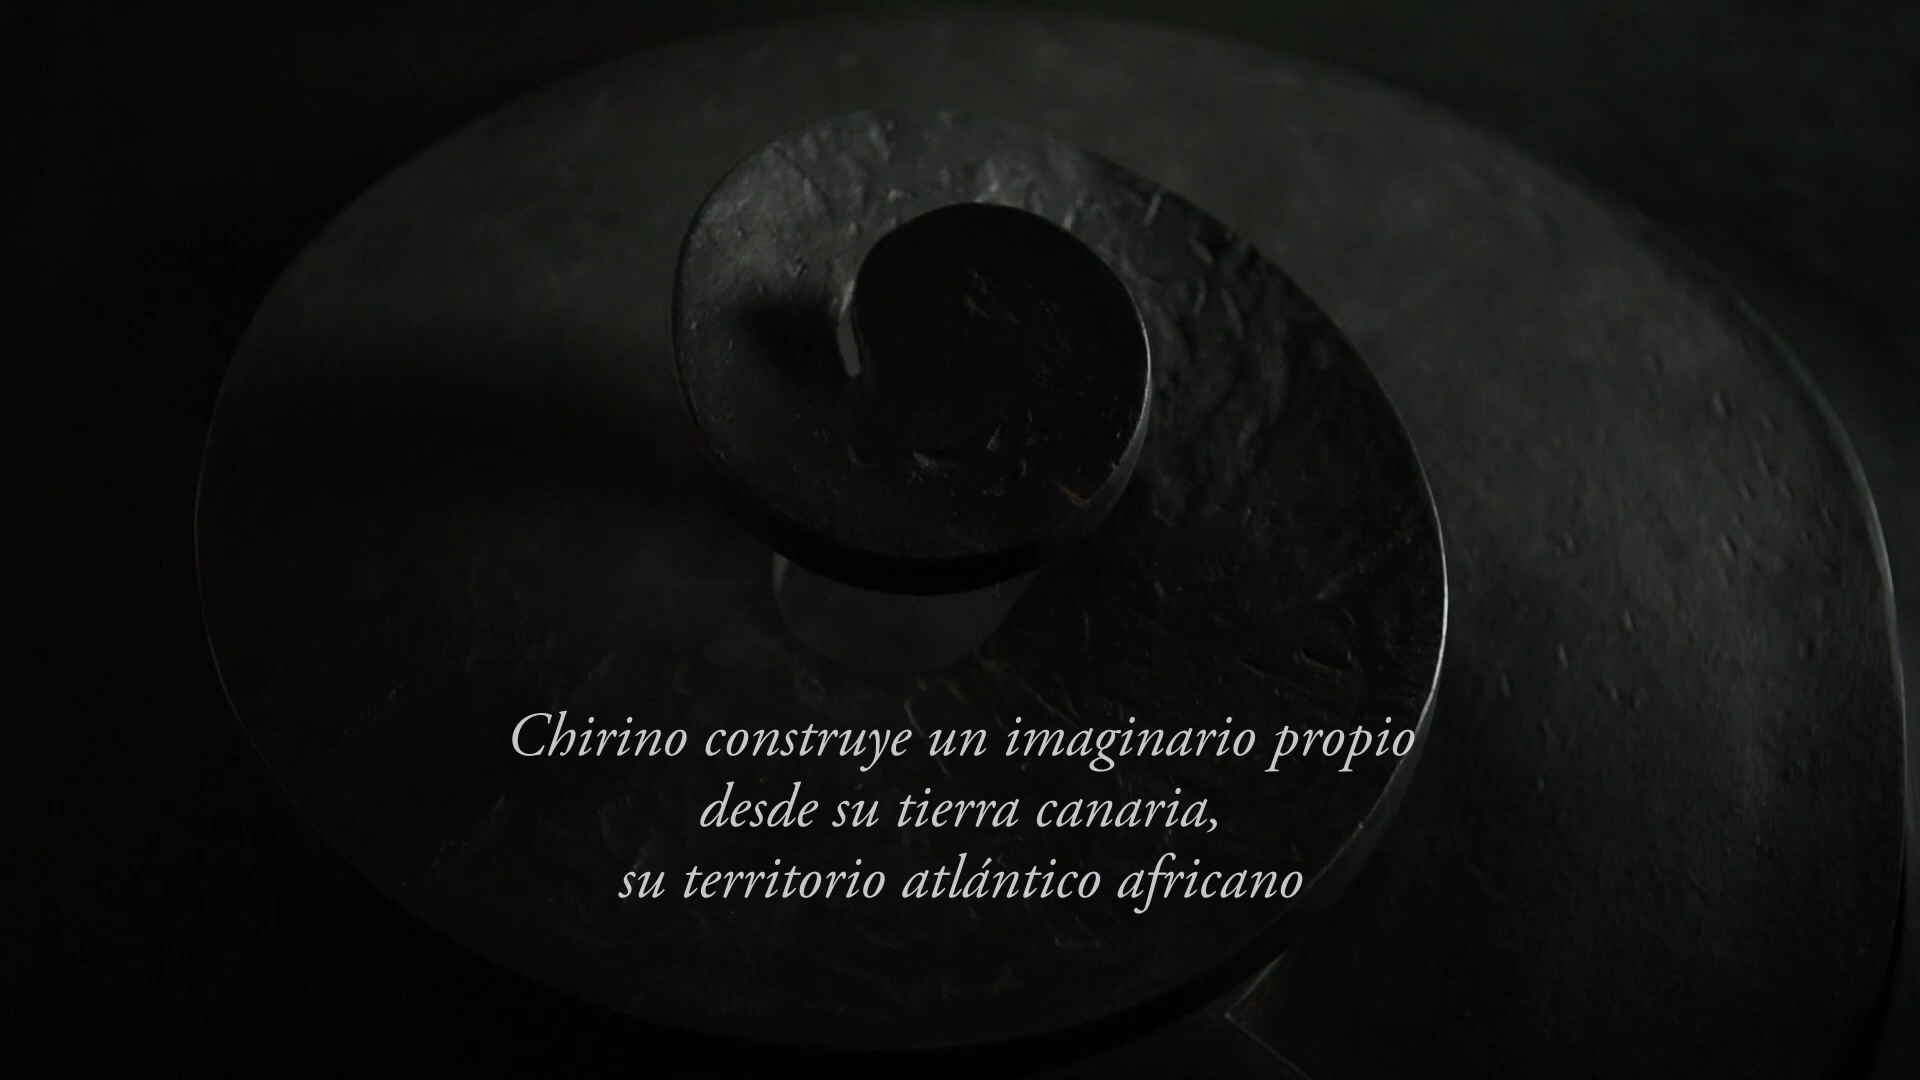 Chirino construye un imaginario propio
desde su tierra canaria,
su territorio atlántico africano